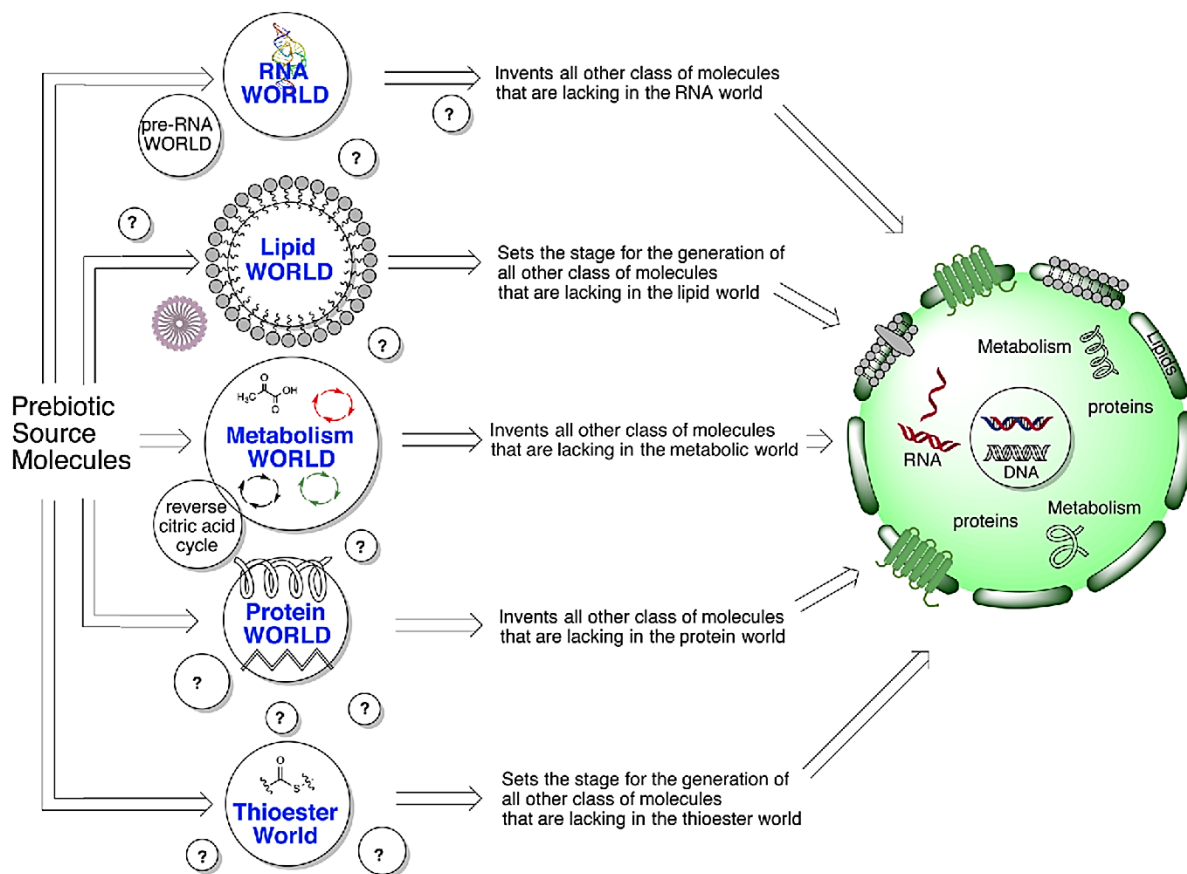 RNA
WORLD
pre-RNA
WORLD
?
Invents all other class of molecules
that are lacking in the RNA world
?
?
Lipid
WORLD
Sets the stage for the generation of
all other class of molecules
that are lacking in the lipid world
?
Prebiotic
Source
Molecules
H3C
O
OH
O
Metabolism
WORLD
Invents all other class of molecules
that are lacking in the metabolic world
reverse
citric acid
cycle
?
Protein
WORLD
Invents all other class of molecules
that are lacking in the protein world
?
?
?
O
S
Thioester
World
Sets the stage for the generation of
all other class of molecules
that are lacking in the thioester world
?
?
Lipids
Metabolism
proteins
RNA
DNA
proteins
Metabolism